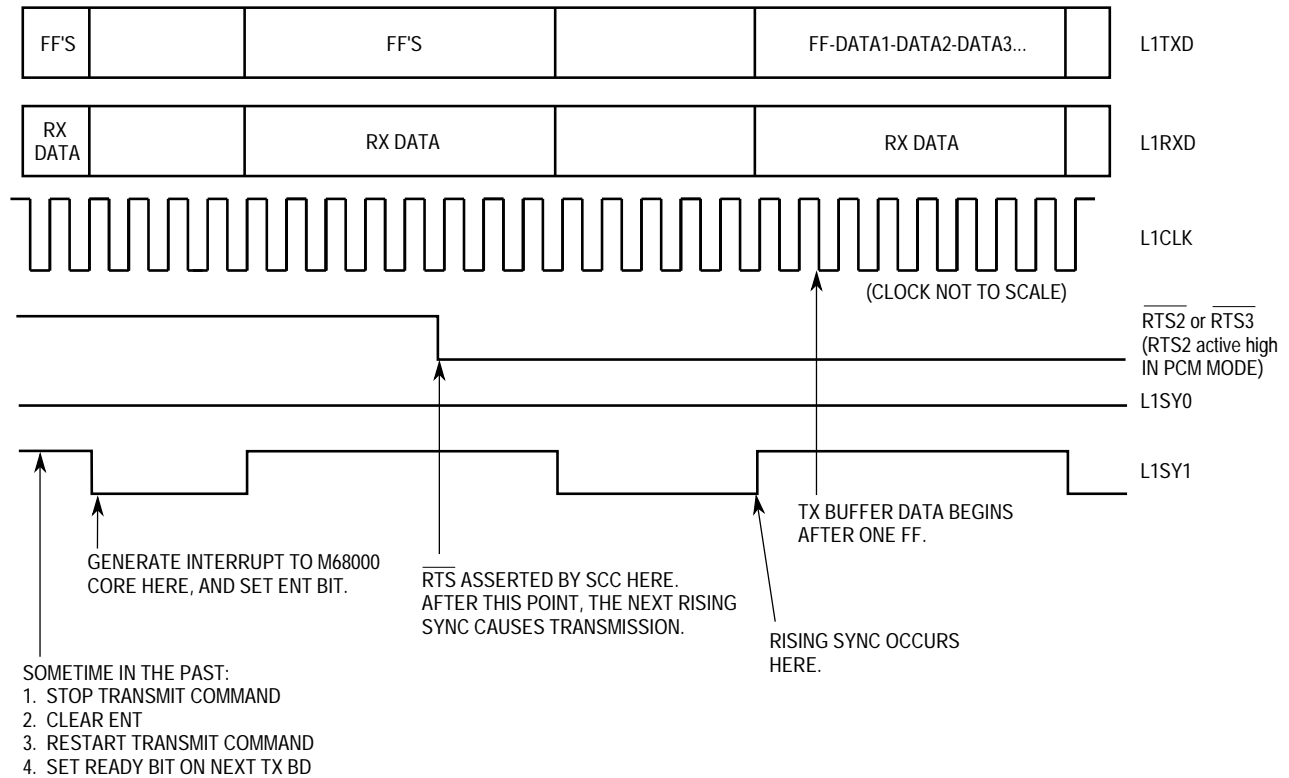 FF'S
FF'S
FF-DATA1-DATA2-DATA3...
L1TXD
RX
DATA
RX DATA
RX DATA
L1RXD
L1CLK
(CLOCK NOT TO SCALE)
RTS2 or RTS3
(RTS2 active high
IN PCM MODE)
L1SY0
L1SY1
TX BUFFER DATA BEGINS
AFTER ONE FF.
GENERATE INTERRUPT TO M68000
CORE HERE, AND SET ENT BIT.
RTS ASSERTED BY SCC HERE.
AFTER THIS POINT, THE NEXT RISING
SYNC CAUSES TRANSMISSION.
RISING SYNC OCCURS
HERE.
SOMETIME IN THE PAST:
1. STOP TRANSMIT COMMAND
2. CLEAR ENT
3. RESTART TRANSMIT COMMAND
4. SET READY BIT ON NEXT TX BD